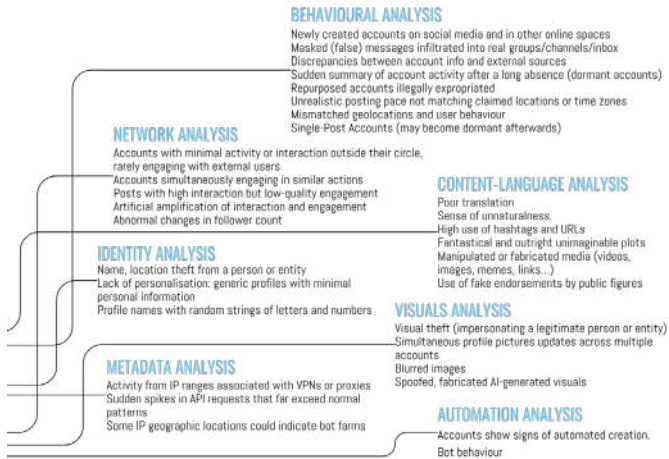 BEHAVIOURAL ANALYSIS
Newly created accounts on social media and in other online spaces
Masked (false) messages infiltrated into real groups/channels/inbox
Discrepancies between account info and external sources
Sudden summary of account activity after a long absence (dormant accounts)
Repurposed accounts illegally expropriated
Unrealistic posting pace not matching claimed locations or time zones
Mismatched geolocations and user behaviour
Single-Post Accounts (may become dormant afterwards)
NETWORK ANALYSIS
Accounts with minimal activity or interaction outside their circle,
rarely engaging with external users
Accounts simultaneously engaging in similar actions
Posts with high interaction but low-quality engagement
Artificial amplification of interaction and engagement
Abnormal changes in follower count
CONTENT-LANGUAGE ANALYSIS
Poor translation
Sense of unnaturalness.
High use of hashtags and URLs
Fantastical and outright unimaginable plots
Manipulated or fabricated media (videos,
images, memes, links...)
Use of fake endorsements by public figures
IDENTITY ANALYSIS
Name, location theft from a person or entity
Lack of personalisation: generic profiles with minimal
personal information
Profile names with random strings of letters and numbers
VISUALS ANALYSIS
Visual theft (impersonating a legitimate person or entity)
Simultaneous profile pictures updates across multiple
accounts
Blurred images
Spoofed, fabricated AI-generated visuals
METADATA ANALYSIS
Activity from IP ranges associated with VPNs or proxies
Sudden spikes in API requests that far exceed normal
patterns
Some IP geographic locations could indicate bot farms
AUTOMATION ANALYSIS
Accounts show signs of automated creation.
Bot behaviour